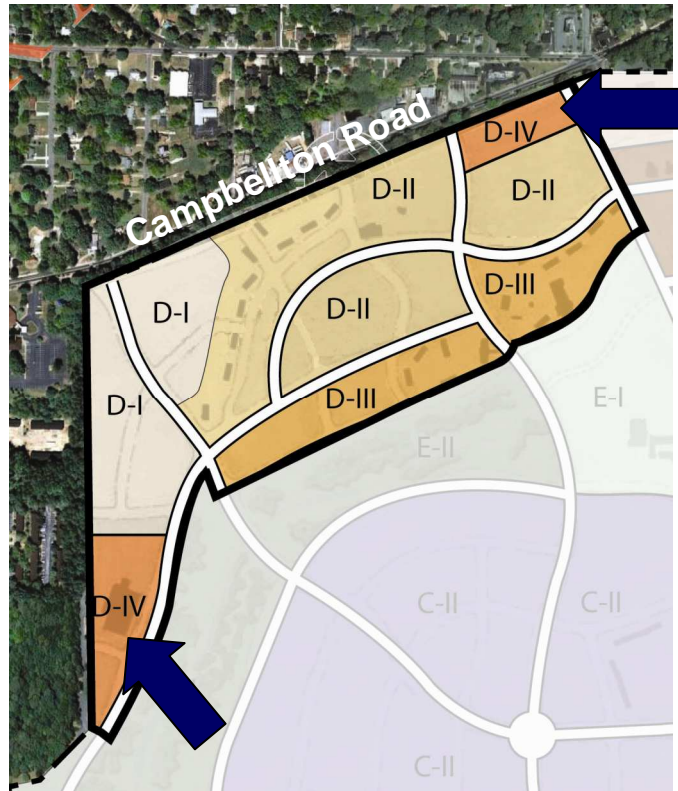 Campbellton Road
D-IV
D-II
D-II
D-I
D-III
D-II
D-I
D-III
E-I
E-II
D-IV
C-II
C-II
C-II